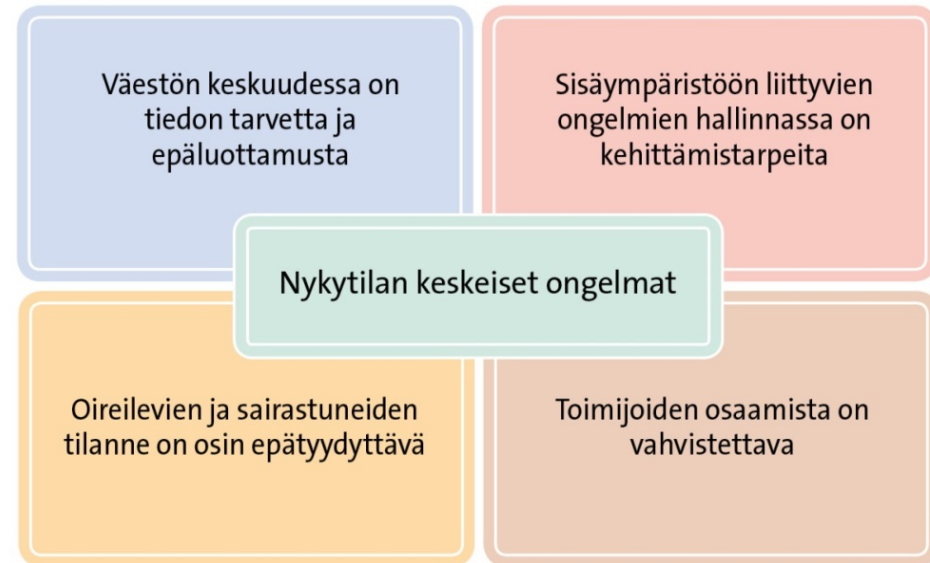 Väestön keskuudessa on
tiedon tarvetta ja
epäluottamusta
Sisäympäristöön liittyvien
ongelmien hallinnassa on
kehittämistarpeita
Nykytilan keskeiset ongelmat
Oireilevien ja sairastuneiden
tilanne on osin epätyydyttävä
Toimijoiden osaamista on
vahvistettava